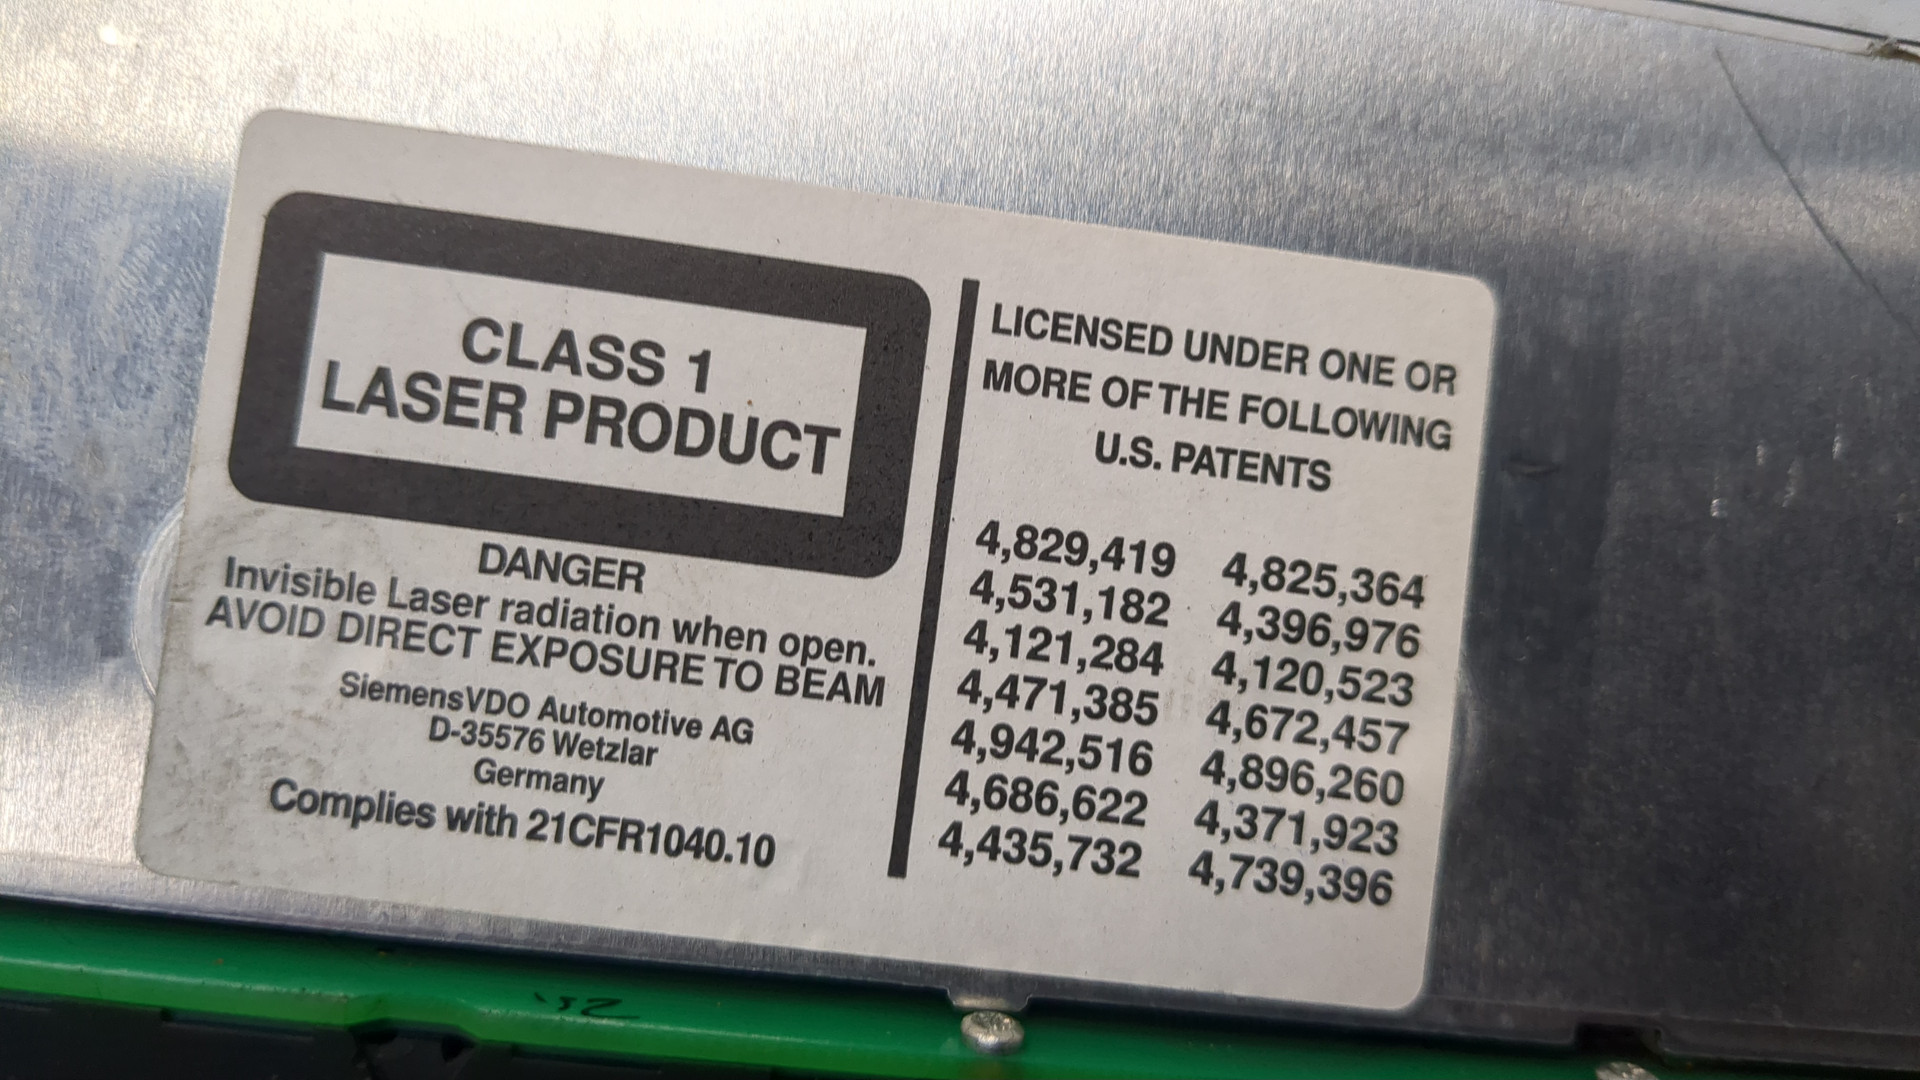 CLASS 1
LASER PRODUCT
DANGER
Invisible Laser radiation when open.
AVOID DIRECT EXPOSURE TO BEAM
SiemensVDO Automotive AG
D-35576 Wetzlar
Germany
Complies with 21CFR1040.10
LICENSED UNDER ONE OR
MORE OF THE FOLLOWING
U.S. PATENTS
4,829,419 4,825,364
4,531,182 4,396,976
4,121,284 4,120,523
4,471,385 4,672,457
4,942,516 4,896,260
4,686,622 4,371,923
4,435,732 4,739,396